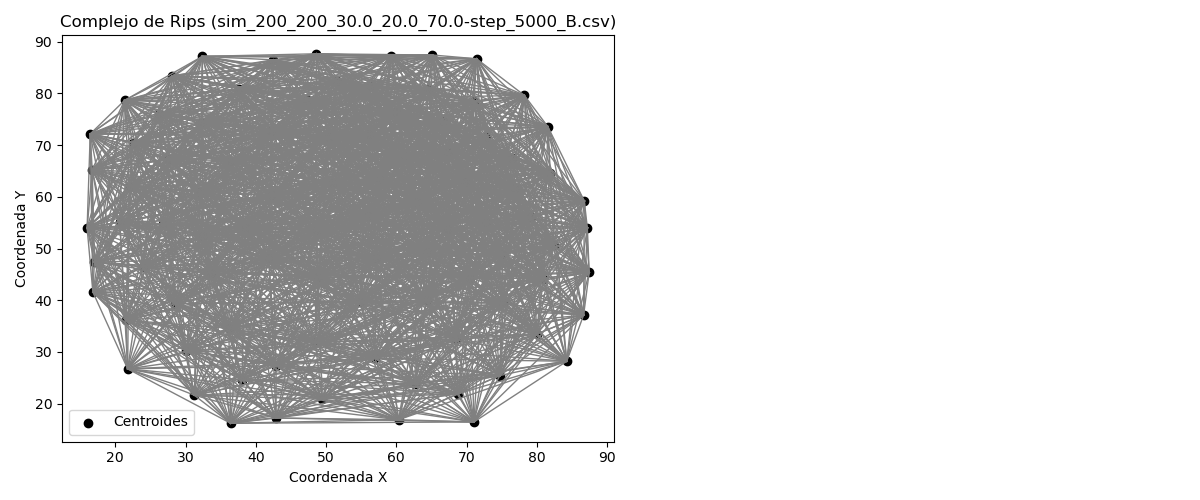 Complejo de Rips (sim_200_200_30.0_20.0_70.0-step_5000_B.csv)
90
80
70
60
50
40
30
20
Coordenada Y
Centroides
20 30 40 50 60 70 80 90
Coordenada X